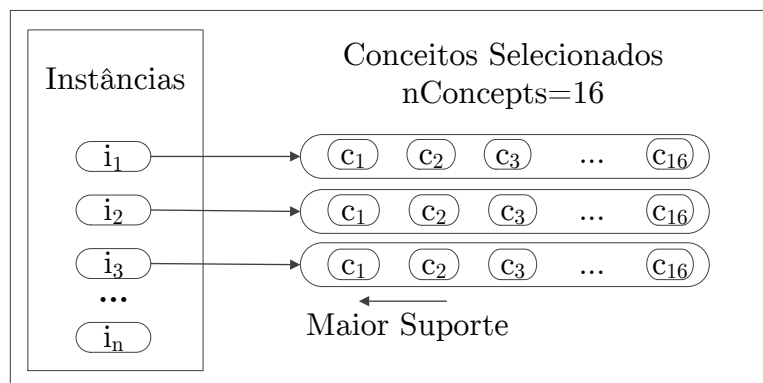 Instâncias
Conceitos Selecionados
nConcepts=16
i₁ c₁ c₂ c₃ ... c₁₆
i₂ c₁ c₂ c₃ ... c₁₆
i₃ c₁ c₂ c₃ ... c₁₆
...
iₙ
Maior Suporte